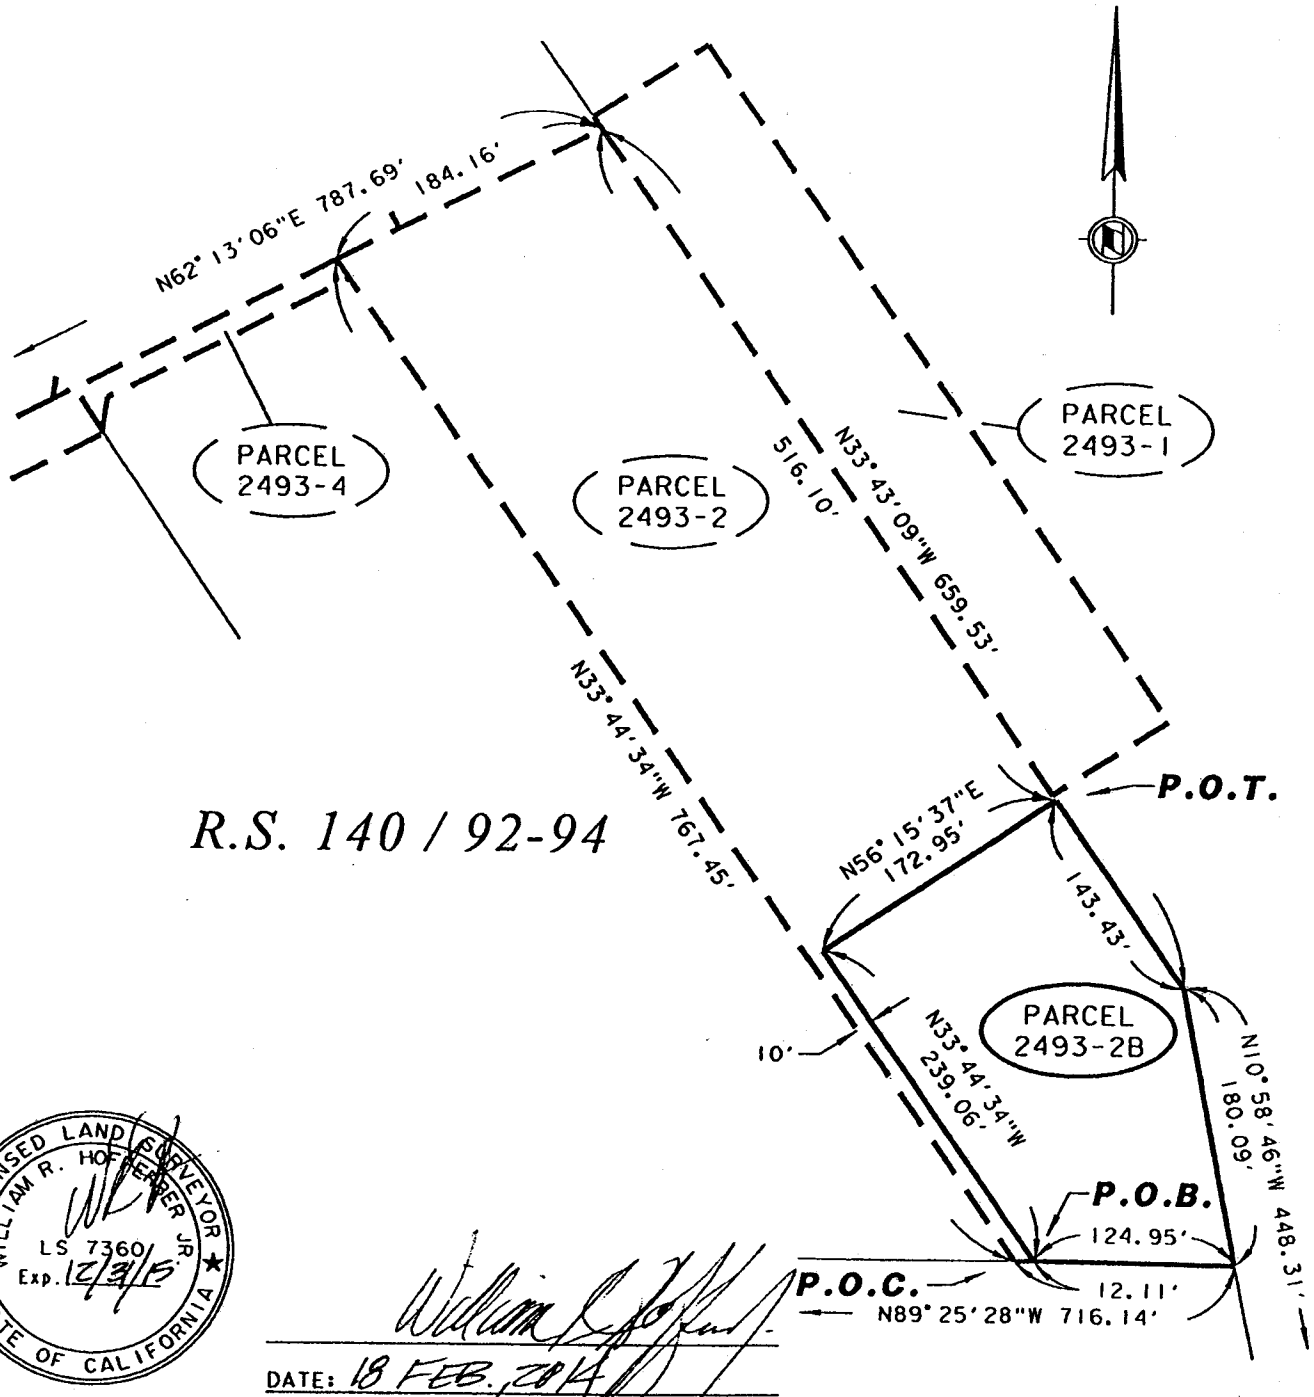 N62°13'06"E 787.69'
184.16'
PARCEL
2493-4
PARCEL
2493-2
PARCEL
2493-1
516.10'
N33°43'09"W 659.53'
N33°44'34"W 767.45'
R.S. 140 / 92-94
P.O.T.
N56°15'37"E
172.95'
143.43'
PARCEL
2493-2B
10'
N33°44'34"W
239.06'
N10°58'46"W 448.31'
180.09'
P.O.B.
124.95'
P.O.C.
12.11'
N89°25'28"W 716.14'
NSED LAND SURVEYOR
WILLIAM R. HOFFERBER JR.
LS 7360
Exp. 12/31/15
TE OF CALIFORNIA
William R
DATE: 18 FEB., 2014